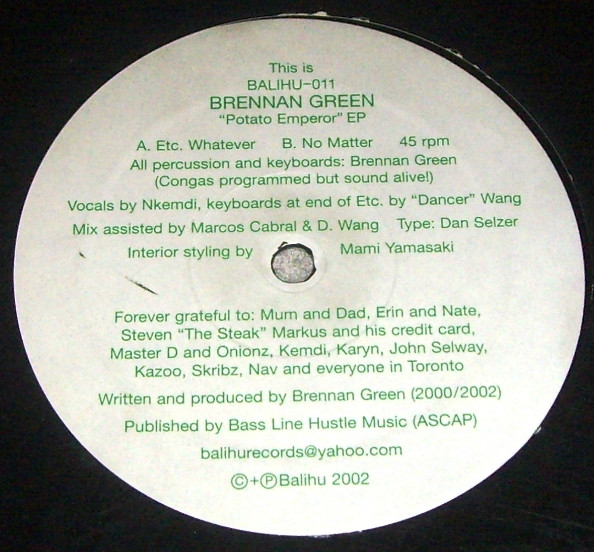 This is
BALIHU-011
BRENNAN GREEN
"Potato Emperor" EP
A. Etc. Whatever B. No Matter 45 rpm
All percussion and keyboards: Brennan Green
(Congas programmed but sound alive!)
Vocals by Nkemdi, keyboards at end of Etc. by "Dancer" Wang
Mix assisted by Marcos Cabral & D. Wang Type: Dan Selzer
Interior styling by Mami Yamasaki
Forever grateful to: Mum and Dad, Erin and Nate,
Steven "The Steak" Markus and his credit card,
Master D and Onionz, Kemdi, Karyn, John Selway,
Kazoo, Skribz, Nav and everyone in Toronto
Written and produced by Brennan Green (2000/2002)
Published by Bass Line Hustle Music (ASCAP)
balihurecords@yahoo.com
©+℗Balihu 2002